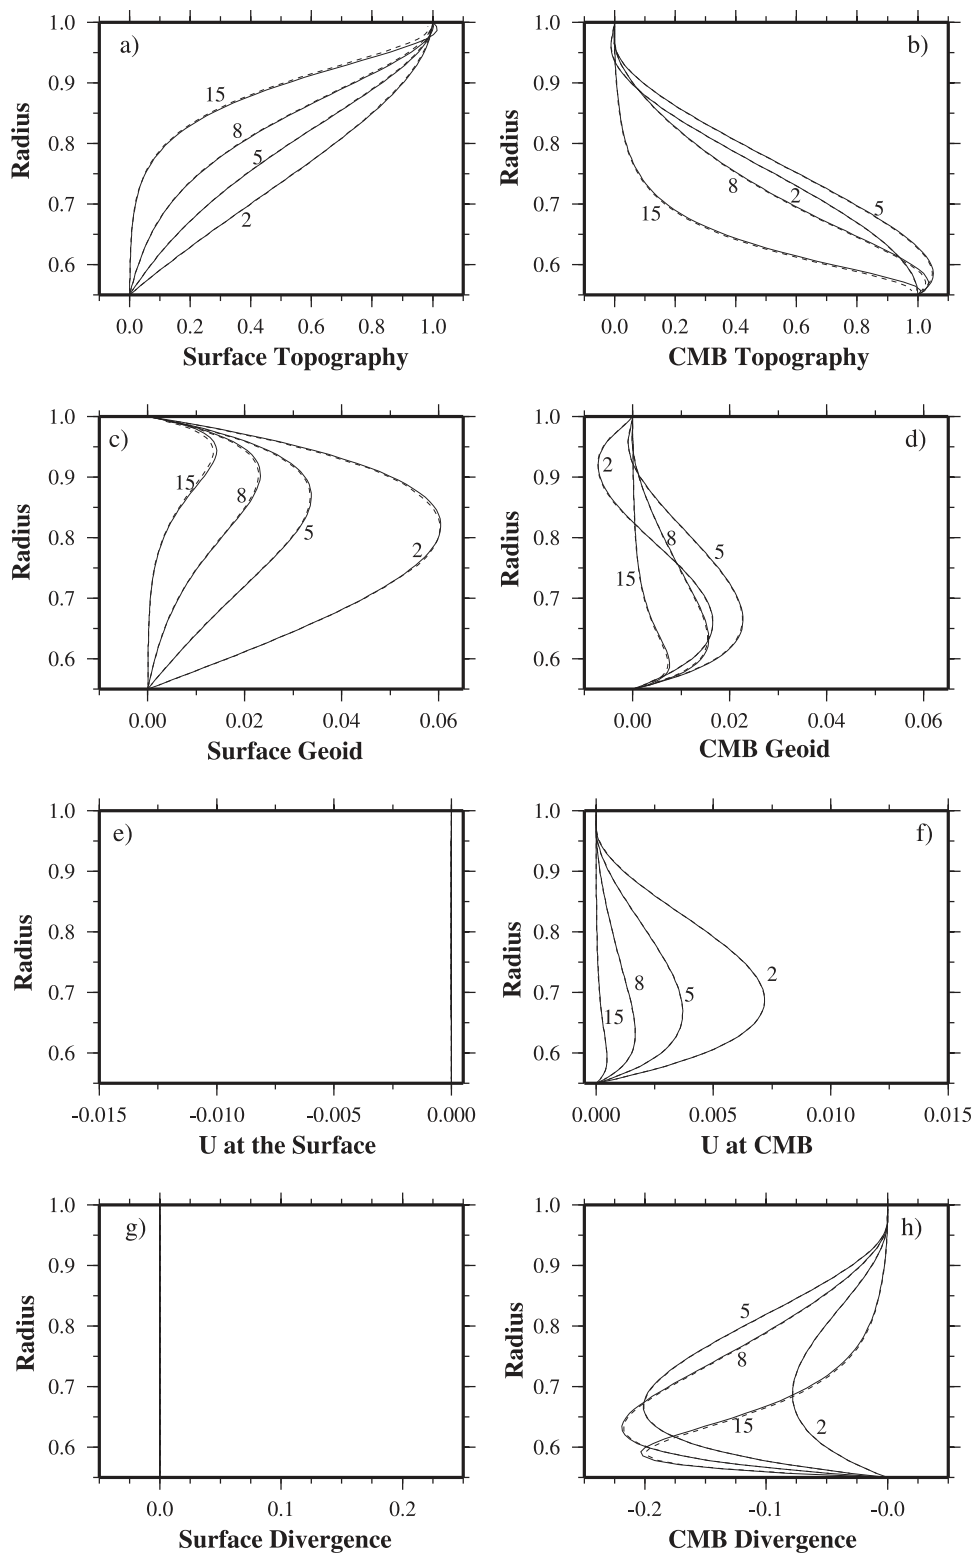 1.0
0.9
0.8
0.7
0.6
Radius
a)
15
8
5
2
0.0 0.2 0.4 0.6 0.8 1.0
Surface Topography
1.0
0.9
0.8
0.7
0.6
Radius
b)
8
2
5
15
0.0 0.2 0.4 0.6 0.8 1.0
CMB Topography
1.0
0.9
0.8
0.7
0.6
Radius
c)
15
8
5
2
0.00 0.02 0.04 0.06
Surface Geoid
1.0
0.9
0.8
0.7
0.6
Radius
d)
2
8
5
15
0.00 0.02 0.04 0.06
CMB Geoid
1.0
0.9
0.8
0.7
0.6
Radius
e)
-0.015 -0.010 -0.005 0.000
U at the Surface
1.0
0.9
0.8
0.7
0.6
Radius
f)
2
8
5
15
0.000 0.005 0.010 0.015
U at CMB
1.0
0.9
0.8
0.7
0.6
Radius
g)
0.0 0.1 0.2
Surface Divergence
1.0
0.9
0.8
0.7
0.6
Radius
h)
5
8
15
2
-0.2 -0.1 -0.0
CMB Divergence